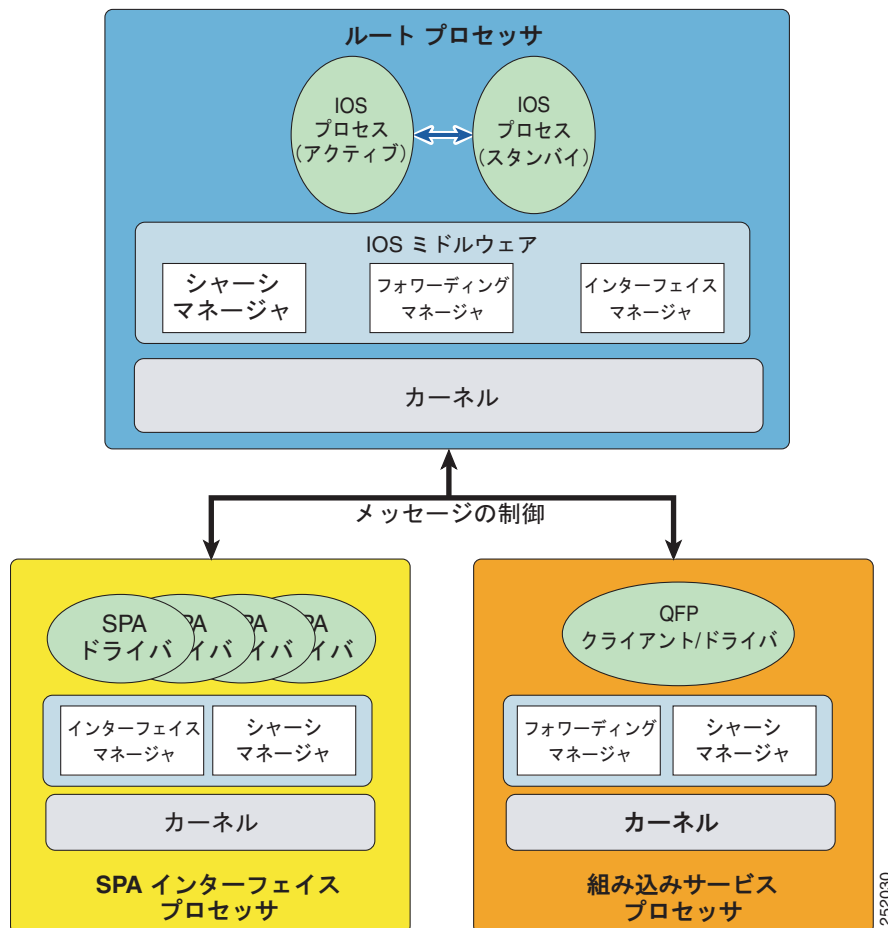 ルート プロセッサ
IOS
プロセス
(アクティブ)
IOS
プロセス
(スタンバイ)
IOS ミドルウェア
シャーシ
マネージャ
フォワーディング
マネージャ
インターフェイス
マネージャ
カーネル
メッセージの制御
SPA
ドライバ
PA
イバ
PA
イバ
PA
イバ
インターフェイス
マネージャ
シャーシ
マネージャ
カーネル
SPA インターフェイス
プロセッサ
QFP
クライアント/ドライバ
フォワーディング
マネージャ
シャーシ
マネージャ
カーネル
組み込みサービス
プロセッサ
252030